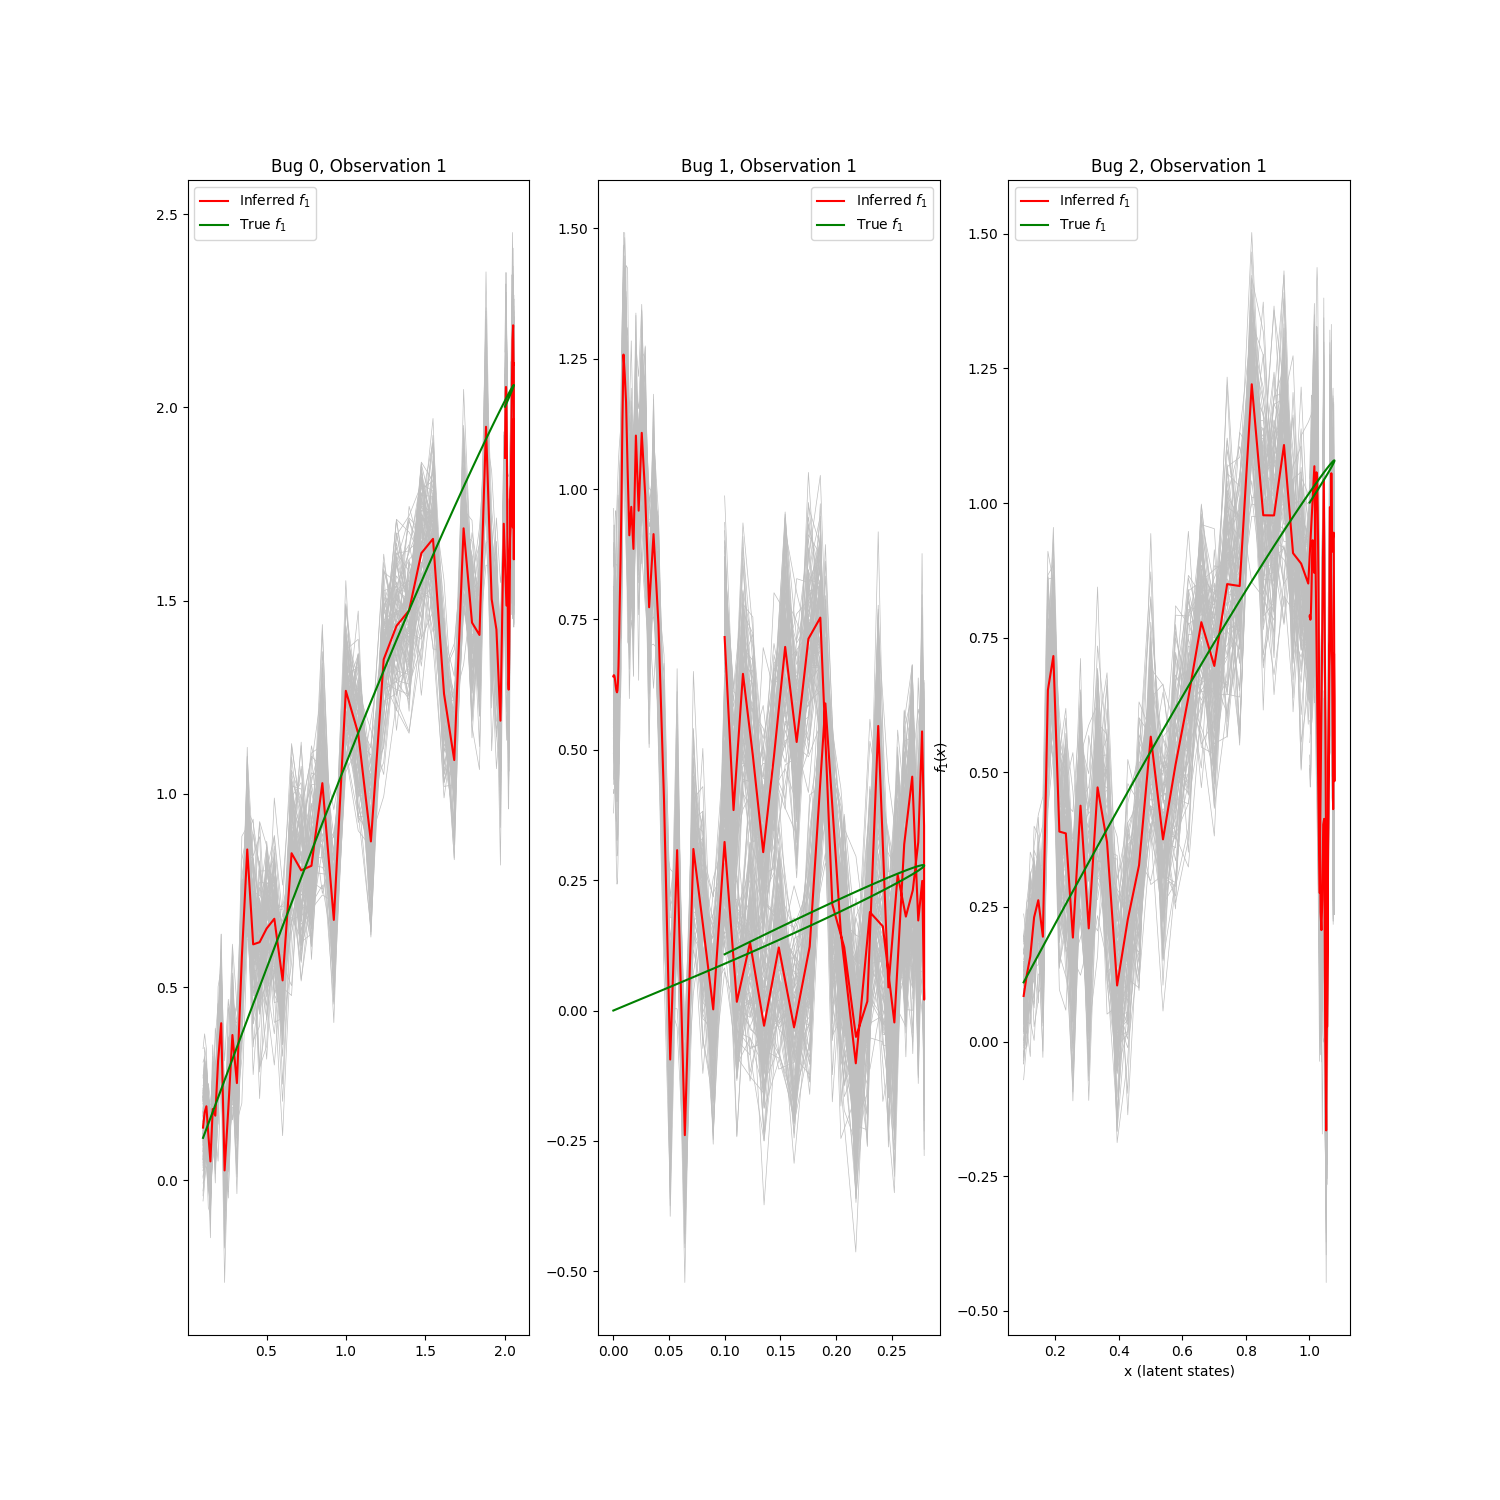 Bug 0, Observation 1
Inferred f₁
True f₁
2.5
2.0
1.5
1.0
0.5
0.0
0.5 1.0 1.5 2.0
Bug 1, Observation 1
Inferred f₁
True f₁
1.50
1.25
1.00
0.75
0.50
0.25
0.00
−0.25
−0.50
0.00 0.05 0.10 0.15 0.20 0.25
Bug 2, Observation 1
Inferred f₁
True f₁
f₁(x)
1.50
1.25
1.00
0.75
0.50
0.25
0.00
−0.25
−0.50
0.2 0.4 0.6 0.8 1.0
x (latent states)